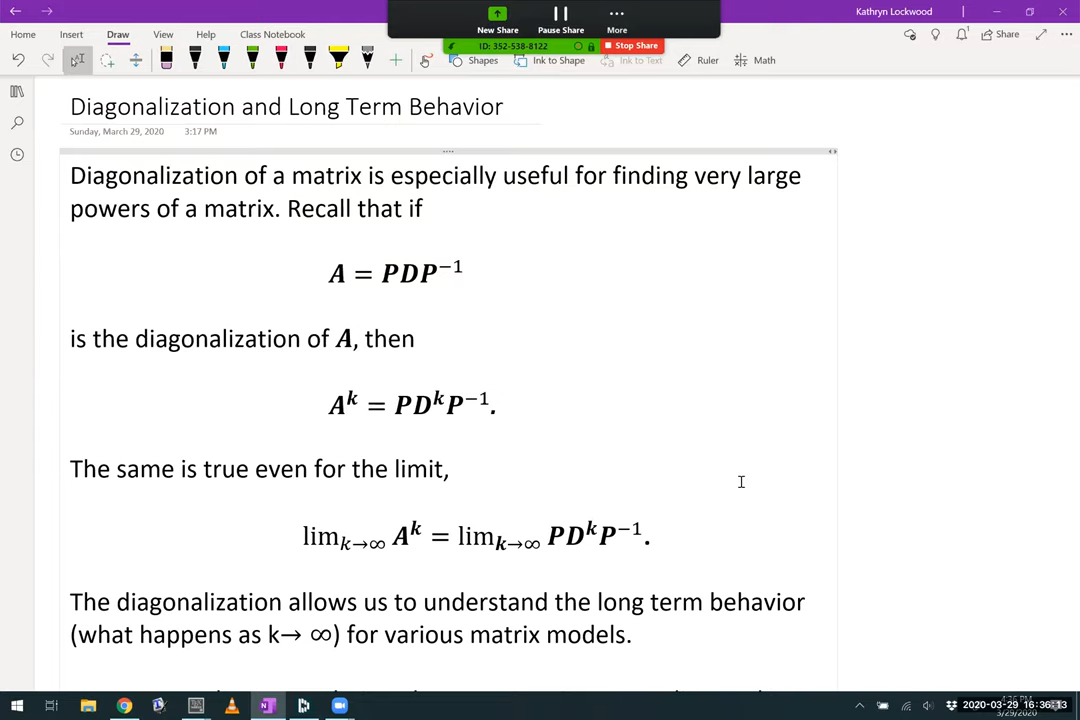 Kathryn Lockwood
New Share
Pause Share
More
Home
Insert
Draw
View
Help
Class Notebook
ID: 352-538-8122
Stop Share
Share
Shapes
Ink to Shape
Ink to Text
Ruler
Math
Diagonalization and Long Term Behavior
Sunday, March 29, 2020 3:17 PM
Diagonalization of a matrix is especially useful for finding very large
powers of a matrix. Recall that if
A = PDP⁻¹
is the diagonalization of A, then
Aᵏ = PDᵏP⁻¹.
The same is true even for the limit,
lim_{k→∞} Aᵏ = lim_{k→∞} PDᵏP⁻¹.
The diagonalization allows us to understand the long term behavior
(what happens as k→ ∞) for various matrix models.
2020-03-29 16:36:13